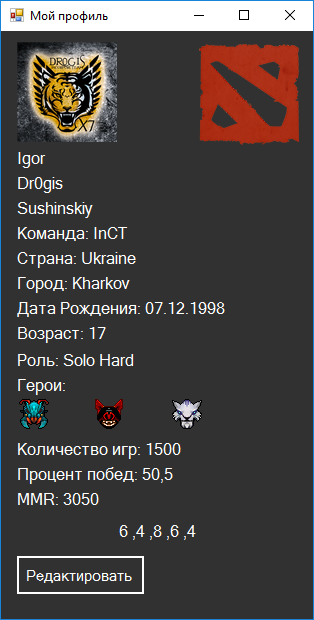 Мой профиль
DROGIS
X7
Igor
Dr0gis
Sushinskiy
Команда: InCT
Страна: Ukraine
Город: Kharkov
Дата Рождения: 07.12.1998
Возраст: 17
Роль: Solo Hard
Герои:
Количество игр: 1500
Процент побед: 50,5
MMR: 3050
6 ,4 ,8 ,6 ,4
Редактировать